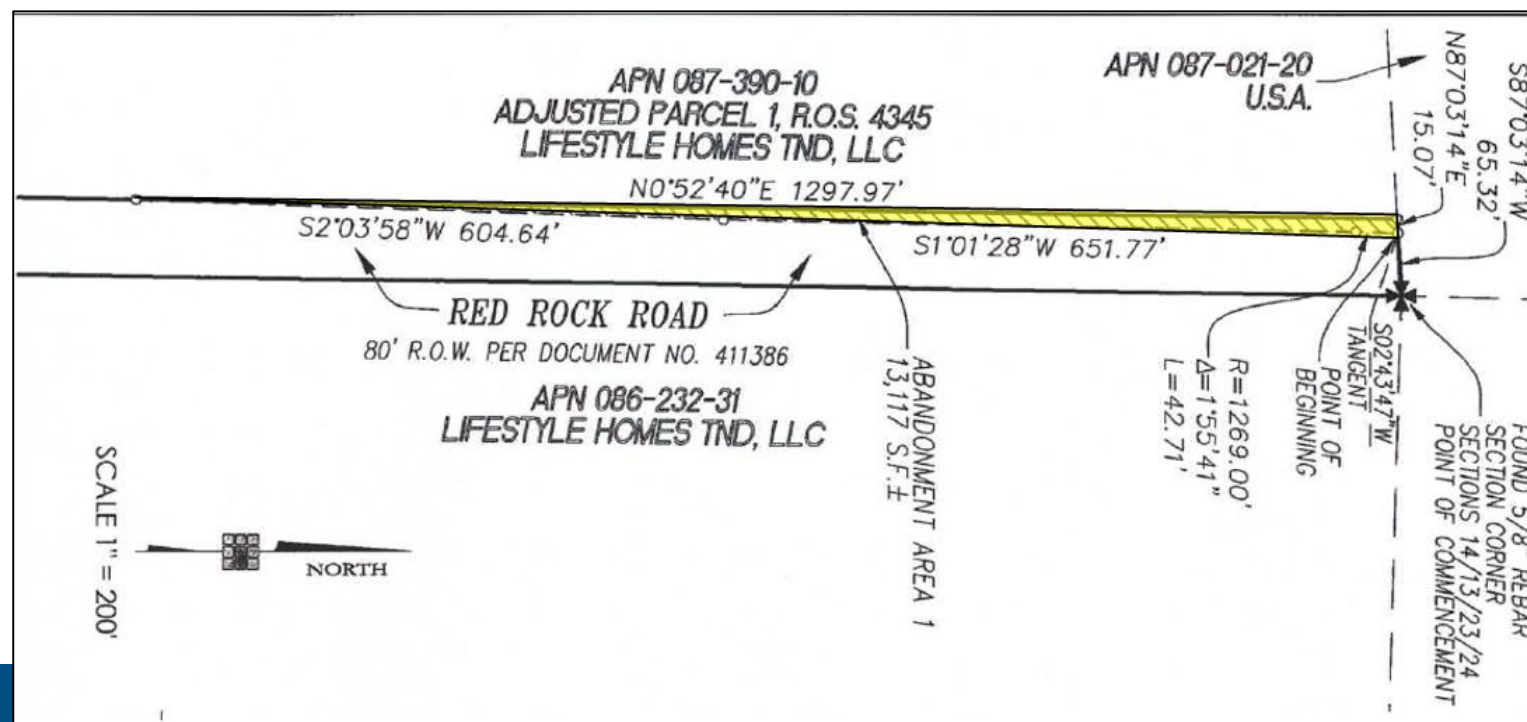 APN 087-390-10
ADJUSTED PARCEL 1, R.O.S. 4345
LIFESTYLE HOMES TND, LLC
N0°52'40"E 1297.97'
APN 087-021-20
U.S.A.
N87°03'14"E
15.07'
S87°03'14"W
65.32'
S2°03'58"W 604.64'
S1°01'28"W 651.77'
RED ROCK ROAD
80' R.O.W. PER DOCUMENT NO. 411386
APN 086-232-31
LIFESTYLE HOMES TND, LLC
ABANDONMENT AREA 1
13,117 S.F.±
R=1269.00'
Δ=1°55'41"
L=42.71'
POINT OF
BEGINNING
S02°43'47"W
TANGENT
FOUND 5/8" REBAR
SECTION CORNER
SECTIONS 14/13/23/24
POINT OF COMMENCEMENT
SCALE 1" = 200'
NORTH